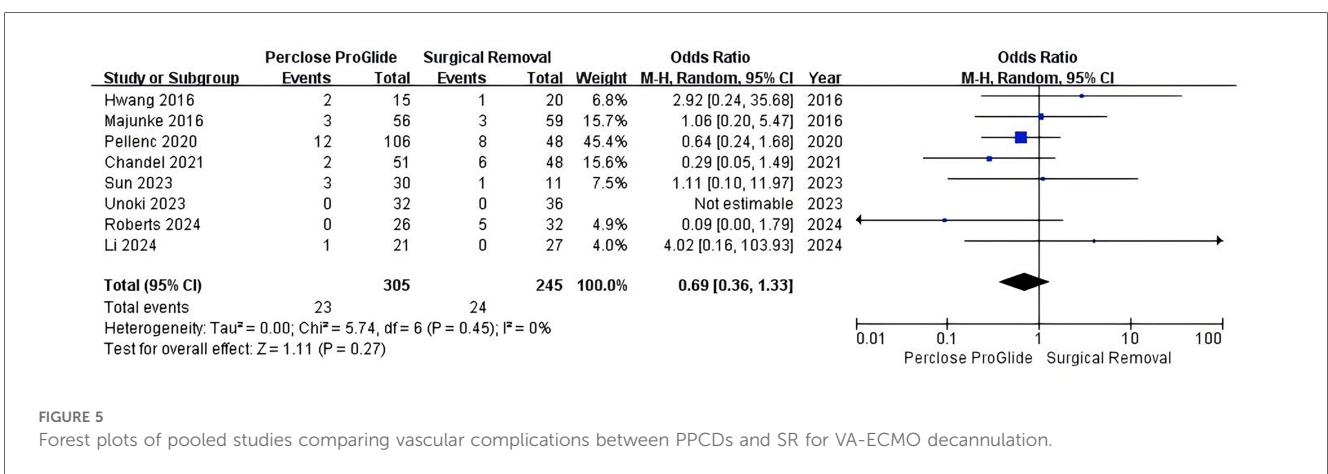 Perclose ProGlide Surgical Removal Odds Ratio Odds Ratio
Study or Subgroup Events Total Events Total Weight M-H, Random, 95% CI Year M-H, Random, 95% CI
Hwang 2016 2 15 1 20 6.8% 2.92 [0.24, 35.68] 2016
Majunke 2016 3 56 3 59 15.7% 1.06 [0.20, 5.47] 2016
Pellenc 2020 12 106 8 48 45.4% 0.64 [0.24, 1.68] 2020
Chandel 2021 2 51 6 48 15.6% 0.29 [0.05, 1.49] 2021
Sun 2023 3 30 1 11 7.5% 1.11 [0.10, 11.97] 2023
Unoki 2023 0 32 0 36 Not estimable 2023
Roberts 2024 0 26 5 32 4.9% 0.09 [0.00, 1.79] 2024
Li 2024 1 21 0 27 4.0% 4.02 [0.16, 103.93] 2024
Total (95% CI) 305 245 100.0% 0.69 [0.36, 1.33]
Total events 23 24
Heterogeneity: Tau² = 0.00; Chi² = 5.74, df = 6 (P = 0.45); I² = 0%
Test for overall effect: Z = 1.11 (P = 0.27)
0.01 0.1 1 10 100
Perclose ProGlide Surgical Removal
FIGURE 5
Forest plots of pooled studies comparing vascular complications between PPCDs and SR for VA-ECMO decannulation.